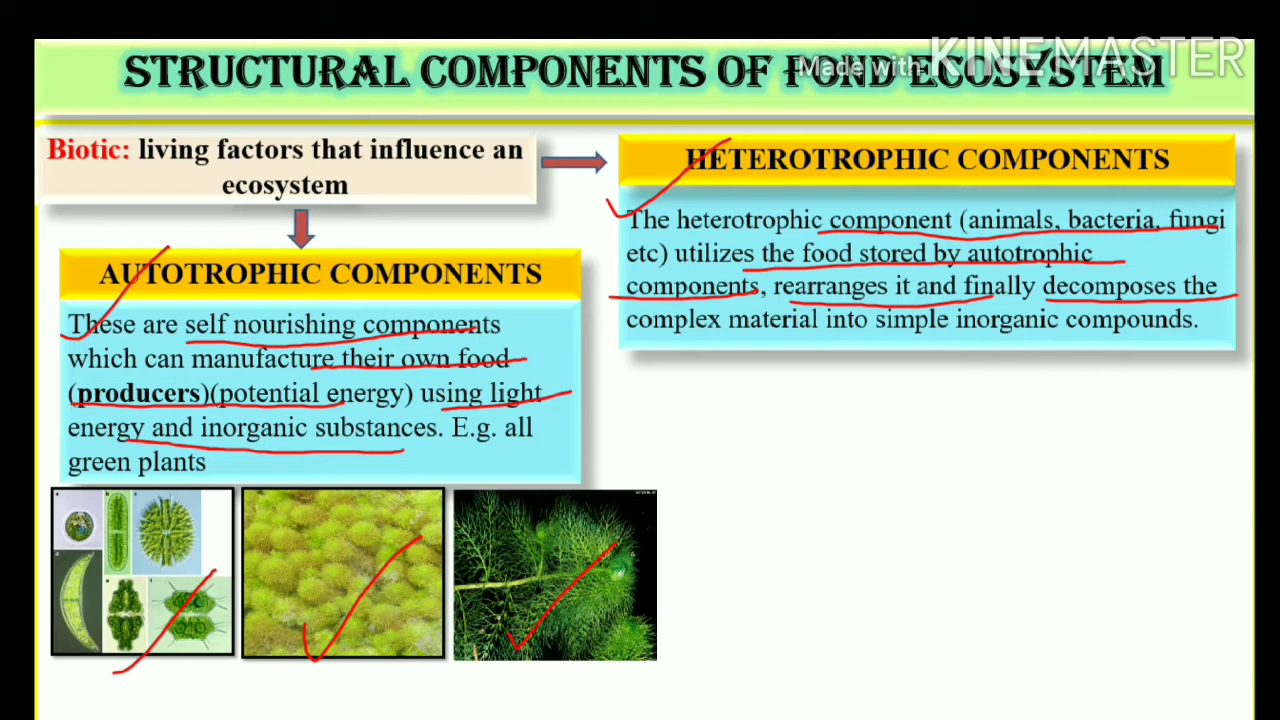 STRUCTURAL COMPONENTS OF POND ECOSYSTEM
Made with KINEMASTER
Biotic: living factors that influence an
ecosystem
HETEROTROPHIC COMPONENTS
The heterotrophic component (animals, bacteria, fungi
etc) utilizes the food stored by autotrophic
components, rearranges it and finally decomposes the
complex material into simple inorganic compounds.
AUTOTROPHIC COMPONENTS
These are self nourishing components
which can manufacture their own food
(producers)(potential energy) using light
energy and inorganic substances. E.g. all
green plants